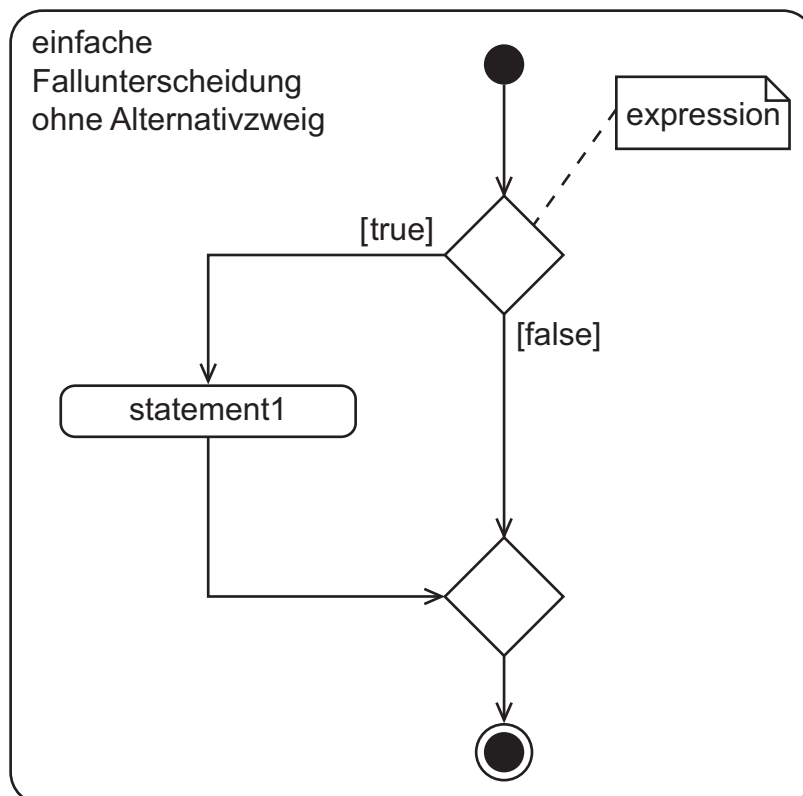 einfache
Fallunterscheidung
ohne Alternativzweig
expression
[true]
[false]
statement1